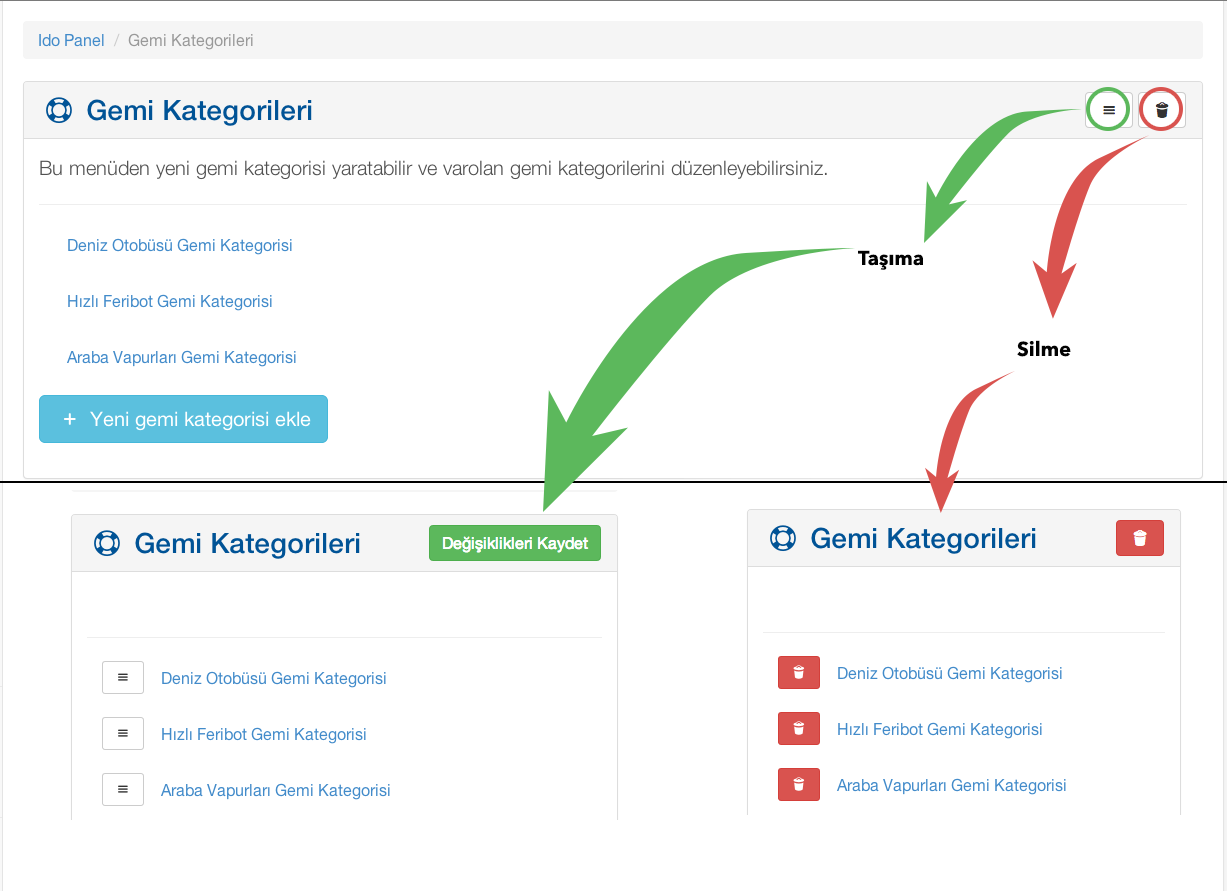 Ido Panel / Gemi Kategorileri
Gemi Kategorileri
Bu menüden yeni gemi kategorisi yaratabilir ve varolan gemi kategorilerini düzenleyebilirsiniz.
Deniz Otobüsü Gemi Kategorisi
Taşıma
Hızlı Feribot Gemi Kategorisi
Silme
Araba Vapurları Gemi Kategorisi
+ Yeni gemi kategorisi ekle
Gemi Kategorileri
Değişiklikleri Kaydet
Deniz Otobüsü Gemi Kategorisi
Hızlı Feribot Gemi Kategorisi
Araba Vapurları Gemi Kategorisi
Gemi Kategorileri
Deniz Otobüsü Gemi Kategorisi
Hızlı Feribot Gemi Kategorisi
Araba Vapurları Gemi Kategorisi